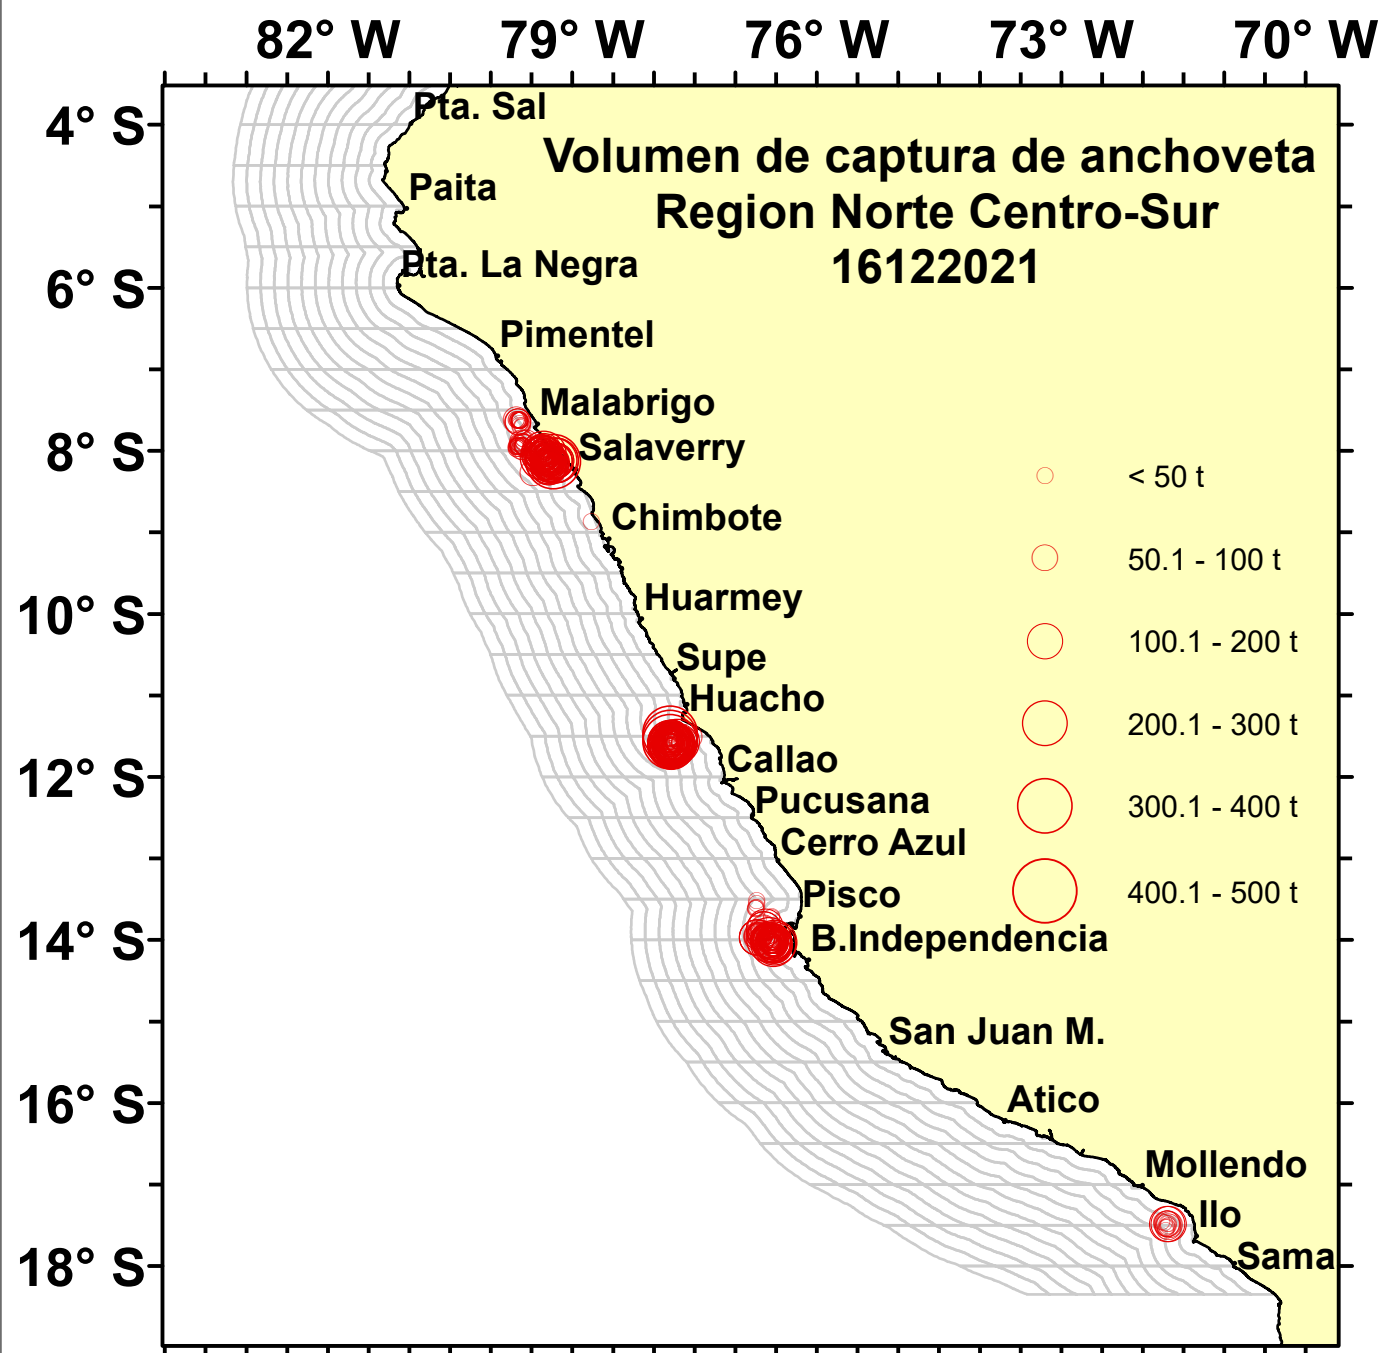 82° W 79° W 76° W 73° W 70° W
4° S
6° S
8° S
10° S
12° S
14° S
16° S
18° S
Volumen de captura de anchoveta
Region Norte Centro-Sur
16122021
Pta. Sal
Paita
Pta. La Negra
Pimentel
Malabrigo
Salaverry
Chimbote
Huarmey
Supe
Huacho
Callao
Pucusana
Cerro Azul
Pisco
B.Independencia
San Juan M.
Atico
Mollendo
Ilo
Sama
< 50 t
50.1 - 100 t
100.1 - 200 t
200.1 - 300 t
300.1 - 400 t
400.1 - 500 t